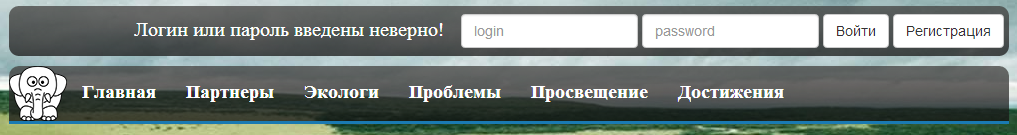 Логин или пароль введены неверно! login password Войти Регистрация
Главная Партнеры Экологи Проблемы Просвещение Достижения